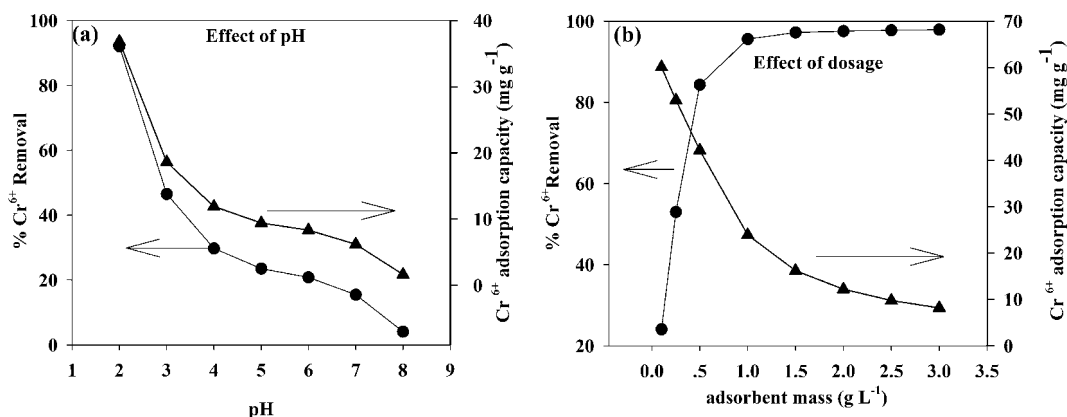 (a)
Effect of pH
100
80
60
40
20
0
% Cr6+ Removal
40
30
20
10
0
Cr 6+ adsorption capacity (mg g-1)
1 2 3 4 5 6 7 8 9
pH
(b)
Effect of dosage
100
80
60
40
20
% Cr6+Removal
70
60
50
40
30
20
10
0
Cr 6+ adsorption capacity (mg g-1)
0.0 .5 1.0 1.5 2.0 2.5 3.0 3.5
adsorbent mass (g L-1)